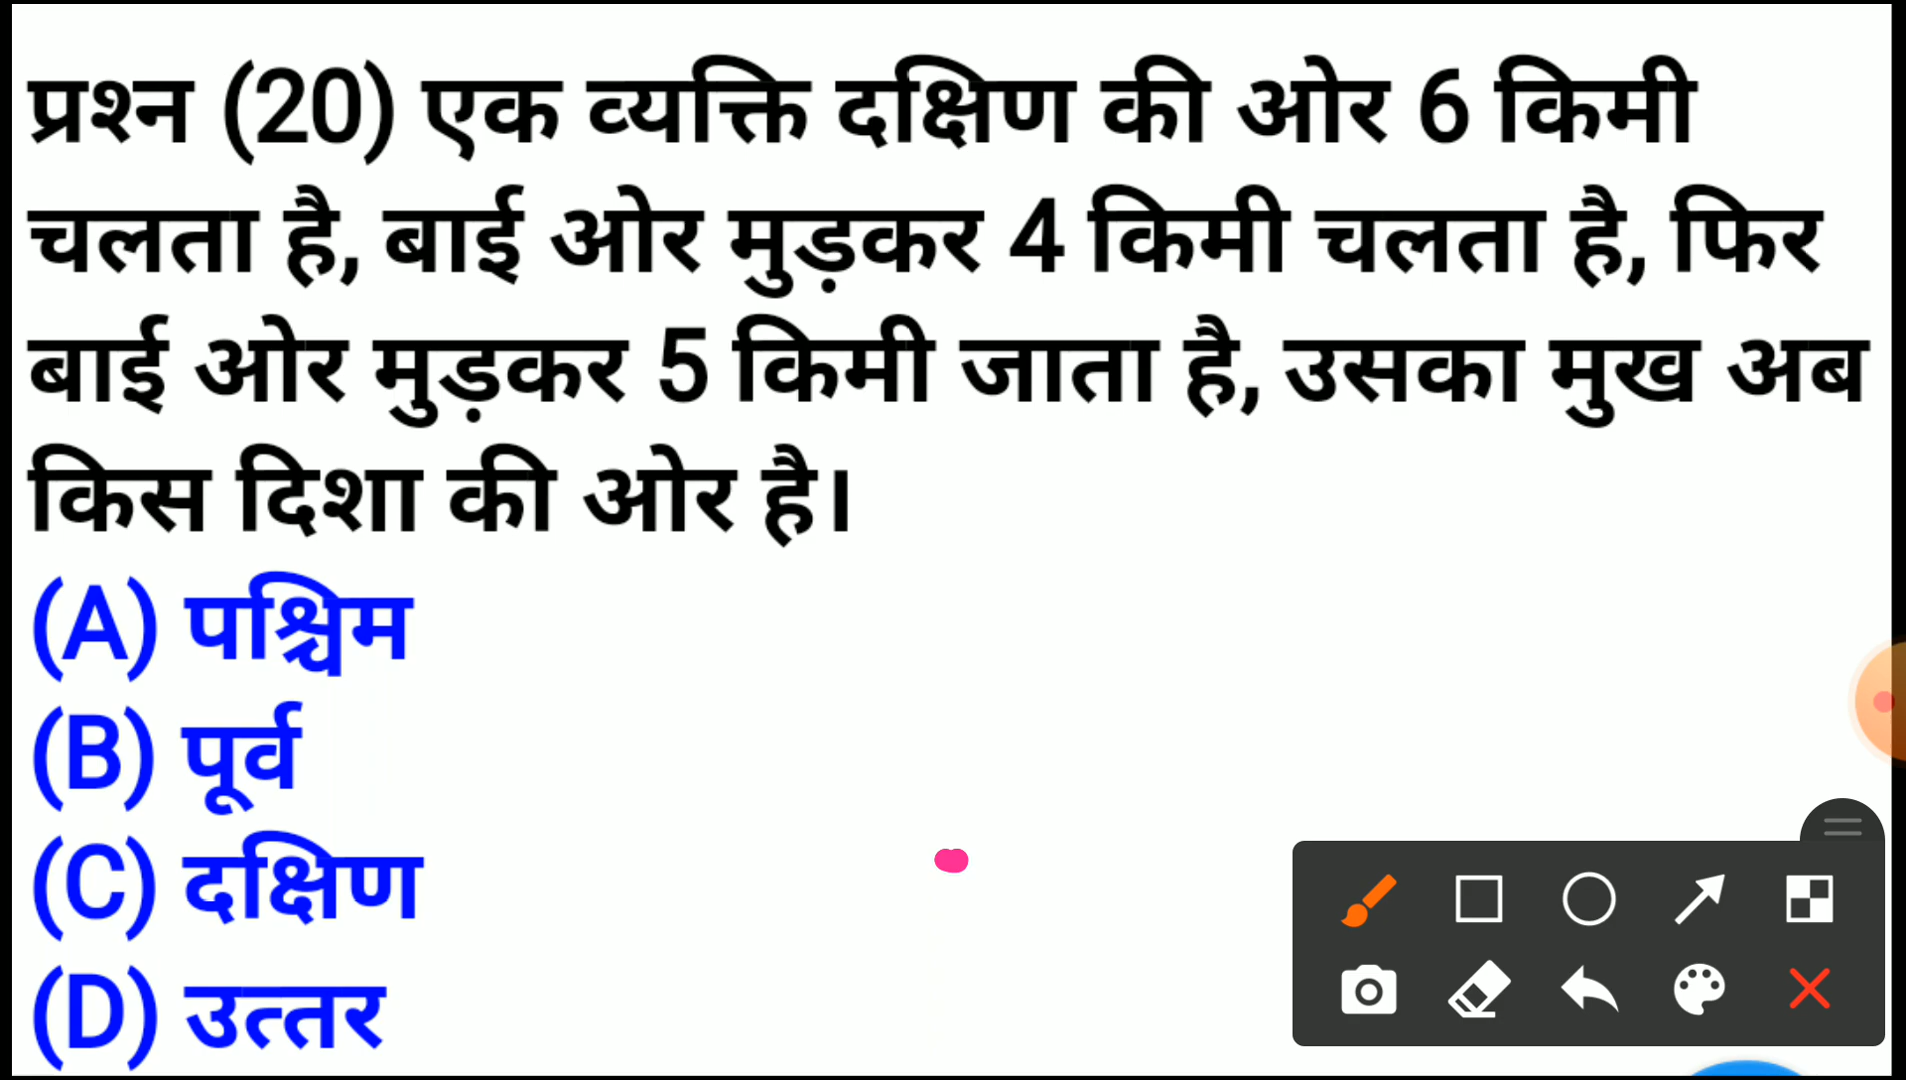 प्रश्न (20) एक व्यक्ति दक्षिण की ओर 6 किमी
चलता है, बाई ओर मुड़कर 4 किमी चलता है, फिर
बाई ओर मुड़कर 5 किमी जाता है, उसका मुख अब
किस दिशा की ओर है।
(A) पश्चिम
(B) पूर्व
(C) दक्षिण
(D) उत्तर